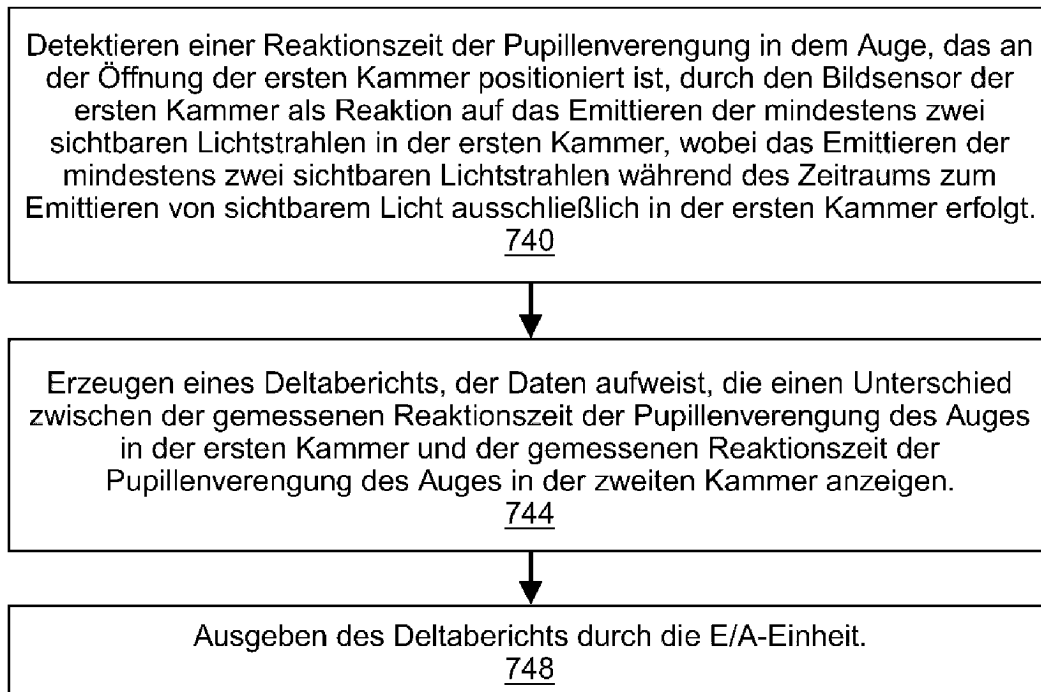 Detektieren einer Reaktionszeit der Pupillenverengung in dem Auge, das an
der Öffnung der ersten Kammer positioniert ist, durch den Bildsensor der
ersten Kammer als Reaktion auf das Emittieren der mindestens zwei
sichtbaren Lichtstrahlen in der ersten Kammer, wobei das Emittieren der
mindestens zwei sichtbaren Lichtstrahlen während des Zeitraums zum
Emittieren von sichtbarem Licht ausschließlich in der ersten Kammer erfolgt.
740
Erzeugen eines Deltaberichts, der Daten aufweist, die einen Unterschied
zwischen der gemessenen Reaktionszeit der Pupillenverengung des Auges
in der ersten Kammer und der gemessenen Reaktionszeit der
Pupillenverengung des Auges in der zweiten Kammer anzeigen.
744
Ausgeben des Deltaberichts durch die E/A-Einheit.
748